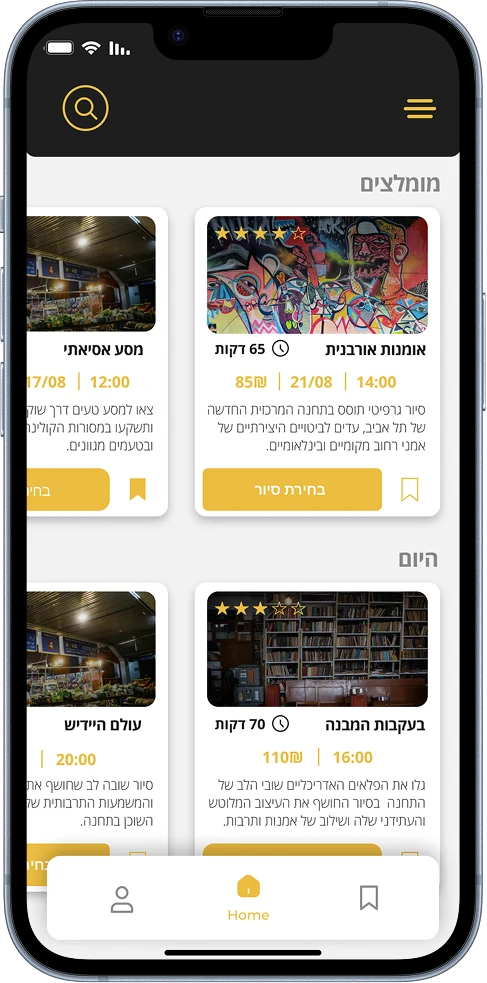 מומלצים
אומנות אורבנית
65 דקות
14:00 | 21/08 | 85₪
סיור גרפיטי תוסס בתחנה המרכזית החדשה
של תל אביב, עדים לביטויים היצירתיים של
אמני רחוב מקומיים ובינלאומיים.
בחירת סיור
מסע אסיאתי
12:00 | 17/08
צאו למסע טעים דרך שוק
ותשקעו במסורות הקולינר
ובטעמים מגוונים.
היום
בעקבות המבנה
70 דקות
16:00 | 110₪
גלו את הפלאים האדריכליים שובי הלב של
התחנה בסיור החושף את העיצוב המלוטש
והעתידני שלה ושילוב של אמנות ותרבות.
עולם היידיש
20:00 |
סיור שובה לב שחושף את
והמשמעות התרבותית של
השוכן בתחנה.
Home